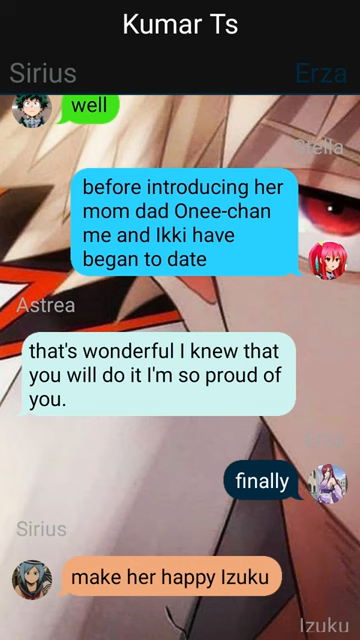 Kumar Ts
Sirius
Erza
well
Stella
before introducing her
mom dad Onee-chan
me and Ikki have
began to date
Astrea
that's wonderful I knew that
you will do it I'm so proud of
you.
Erza
finally
Sirius
make her happy Izuku
Izuku